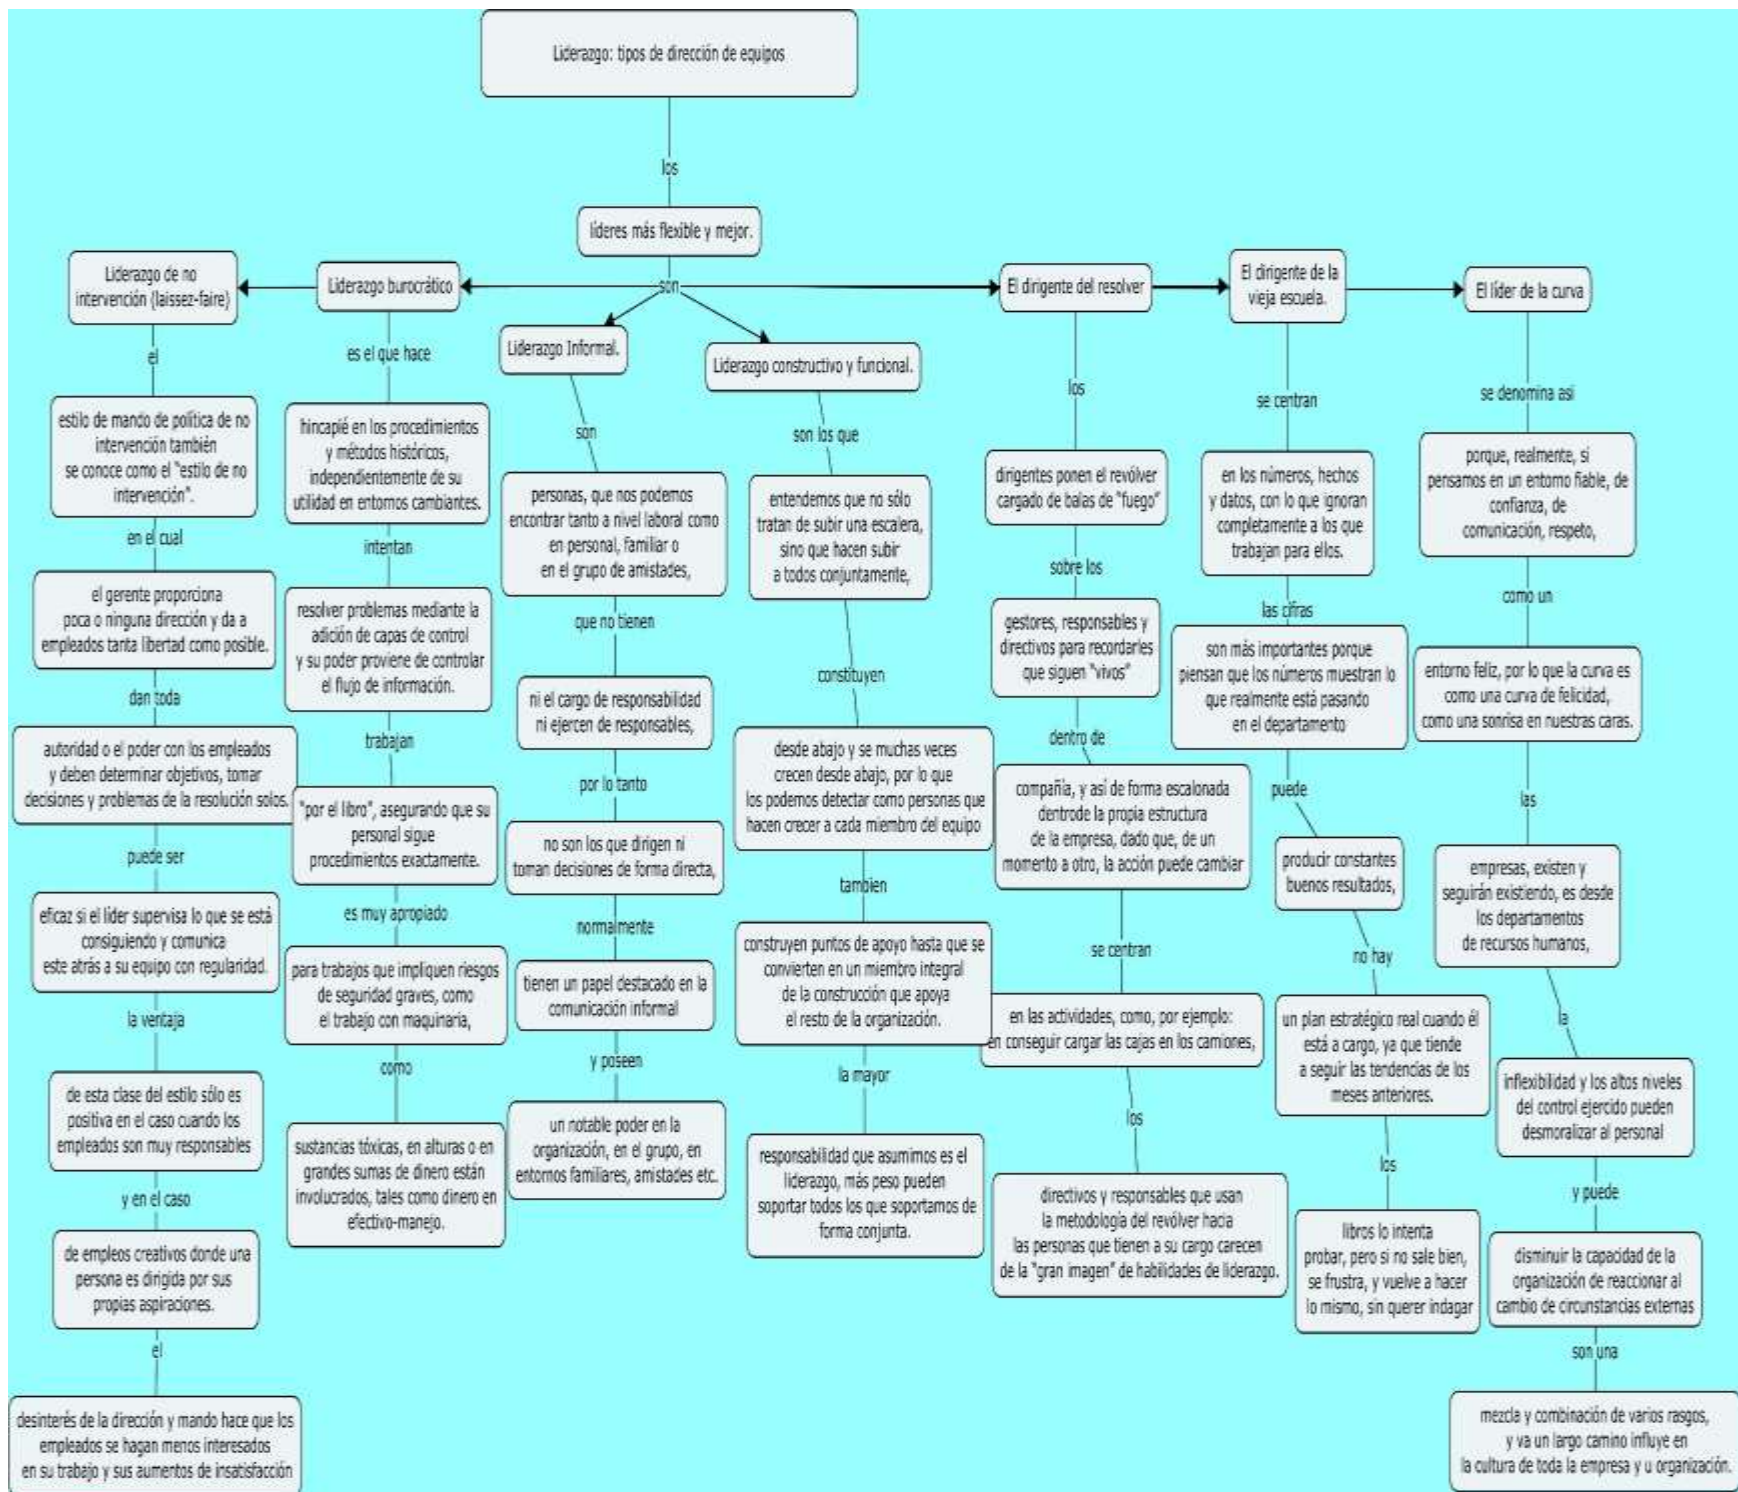 Liderazgo: tipos de dirección de equipos
los
líderes más flexible y mejor.
son
Liderazgo de no
intervención (laissez-faire)
el
estilo de mando de política de no
intervención también
se conoce como el "estilo de no
intervención".
en el cual
el gerente proporciona
poca o ninguna dirección y da a
empleados tanta libertad como posible.
dan toda
autoridad o el poder con los empleados
y deben determinar objetivos, tomar
decisiones y problemas de la resolución solos.
puede ser
eficaz si el líder supervisa lo que se está
consiguiendo y comunica
este atrás a su equipo con regularidad.
la ventaja
de esta clase del estilo sólo es
positiva en el caso cuando los
empleados son muy responsables
y en el caso
de empleos creativos donde una
persona es dirigida por sus
propias aspiraciones.
el
desinterés de la dirección y mando hace que los
empleados se hagan menos interesados
en su trabajo y sus aumentos de insatisfacción
Liderazgo burocrático
es el que hace
hincapié en los procedimientos
y métodos históricos,
independientemente de su
utilidad en entornos cambiantes.
intentan
resolver problemas mediante la
adición de capas de control
y su poder proviene de controlar
el flujo de información.
trabajan
"por el libro", asegurando que su
personal sigue
procedimientos exactamente.
es muy apropiado
para trabajos que impliquen riesgos
de seguridad graves, como
el trabajo con maquinaria,
como
sustancias tóxicas, en alturas o en
grandes sumas de dinero están
involucrados, tales como dinero en
efectivo-manejo.
Liderazgo Informal.
son
personas, que nos podemos
encontrar tanto a nivel laboral como
en personal, familiar o
en el grupo de amistades,
que no tienen
ni el cargo de responsabilidad
ni ejercen de responsables,
por lo tanto
no son los que dirigen ni
toman decisiones de forma directa,
normalmente
tienen un papel destacado en la
comunicación informal
y poseen
un notable poder en la
organización, en el grupo, en
entornos familiares, amistades etc.
Liderazgo constructivo y funcional.
son los que
entendemos que no sólo
tratan de subir una escalera,
sino que hacen subir
a todos conjuntamente,
constituyen
desde abajo y se muchas veces
crecen desde abajo, por lo que
los podemos detectar como personas que
hacen crecer a cada miembro del equipo
tambien
construyen puntos de apoyo hasta que se
convierten en un miembro integral
de la construcción que apoya
el resto de la organización.
la mayor
responsabilidad que asumimos es el
liderazgo, más peso pueden
soportar todos los que soportamos de
forma conjunta.
El dirigente del resolver
los
dirigentes ponen el revólver
cargado de balas de "fuego"
sobre los
gestores, responsables y
directivos para recordarles
que siguen "vivos"
dentro de
compañía, y así de forma escalonada
dentrode la propia estructura
de la empresa, dado que, de un
momento a otro, la acción puede cambiar
se centran
en las actividades, como, por ejemplo:
en conseguir cargar las cajas en los camiones,
los
directivos y responsables que usan
la metodología del revólver hacia
las personas que tienen a su cargo carecen
de la "gran imagen" de habilidades de liderazgo.
El dirigente de la
vieja escuela.
se centran
en los números, hechos
y datos, con lo que ignoran
completamente a los que
trabajan para ellos.
las cifras
son más importantes porque
piensan que los números muestran lo
que realmente está pasando
en el departamento
puede
producir constantes
buenos resultados,
no hay
un plan estratégico real cuando él
está a cargo, ya que tiende
a seguir las tendencias de los
meses anteriores.
los
libros lo intenta
probar, pero si no sale bien,
se frustra, y vuelve a hacer
lo mismo, sin querer indagar
El líder de la curva
se denomina asi
porque, realmente, si
pensamos en un entorno fiable, de
confianza, de
comunicación, respeto,
como un
entorno feliz, por lo que la curva es
como una curva de felicidad,
como una sonrisa en nuestras caras.
las
empresas, existen y
seguirán existiendo, es desde
los departamentos
de recursos humanos,
la
inflexibilidad y los altos niveles
del control ejercido pueden
desmoralizar al personal
y puede
disminuir la capacidad de la
organización de reaccionar al
cambio de circunstancias externas
son una
mezcla y combinación de varios rasgos,
y va un largo camino influye en
la cultura de toda la empresa y u organización.